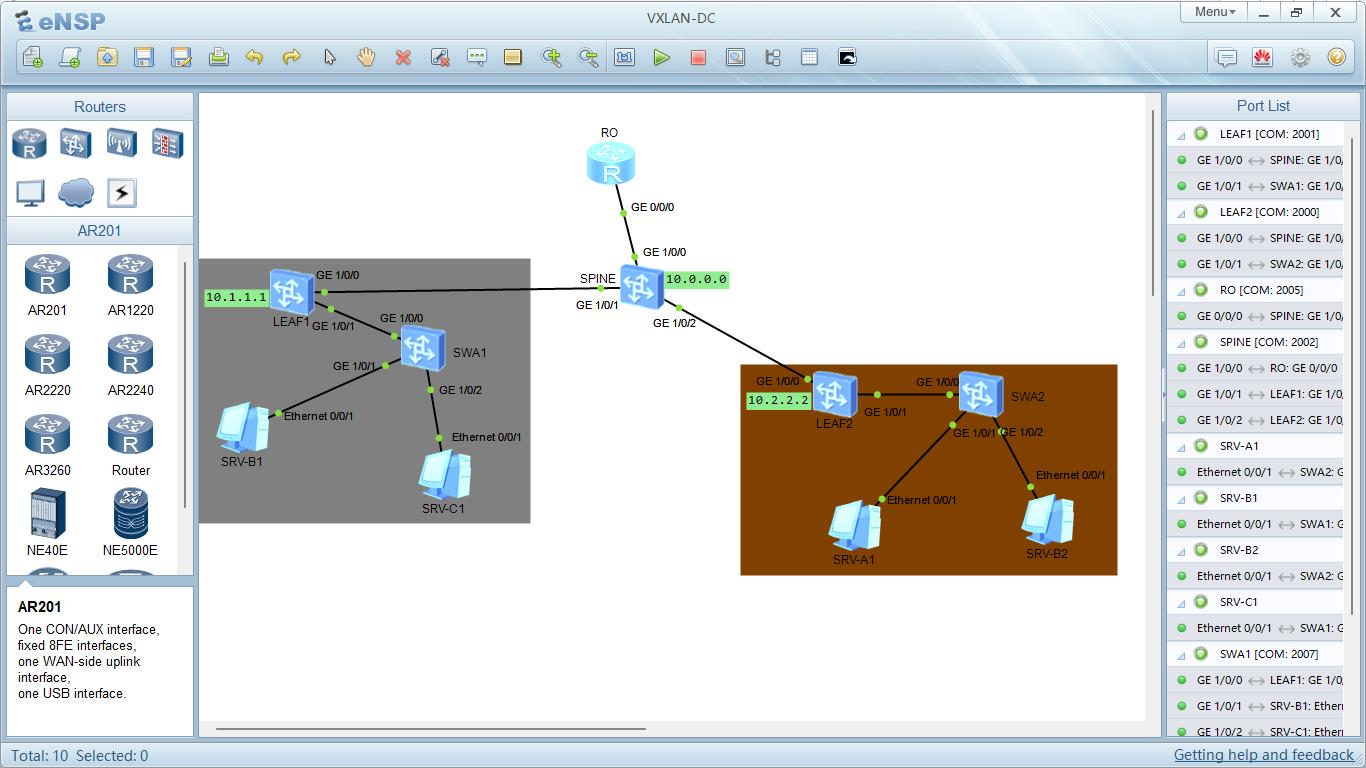 eNSP
VXLAN-DC
Menu
Routers
AR201
AR201
AR1220
AR2220
AR2240
AR3260
Router
NE40E
NE5000E
AR201
One CON/AUX interface,
fixed 8FE interfaces,
one WAN-side uplink
interface,
one USB interface.
RO
R
GE 0/0/0
GE 1/0/0
SPINE
10.0.0.0
GE 1/0/1
GE 1/0/2
GE 1/0/0
10.1.1.1
LEAF1
GE 1/0/1
GE 1/0/0
SWA1
GE 1/0/1
GE 1/0/2
Ethernet 0/0/1
SRV-B1
Ethernet 0/0/1
SRV-C1
GE 1/0/0
10.2.2.2
LEAF2
GE 1/0/1
GE 1/0/0
SWA2
GE 1/0/1
GE 1/0/2
Ethernet 0/0/1
SRV-A1
Ethernet 0/0/1
SRV-B2
Port List
LEAF1 [COM: 2001]
GE 1/0/0 SPINE: GE 1/0/
GE 1/0/1 SWA1: GE 1/0/
LEAF2 [COM: 2000]
GE 1/0/0 SPINE: GE 1/0/
GE 1/0/1 SWA2: GE 1/0/
RO [COM: 2005]
GE 0/0/0 SPINE: GE 1/0/
SPINE [COM: 2002]
GE 1/0/0 RO: GE 0/0/0
GE 1/0/1 LEAF1: GE 1/0/
GE 1/0/2 LEAF2: GE 1/0/
SRV-A1
Ethernet 0/0/1 SWA2: G
SRV-B1
Ethernet 0/0/1 SWA1: G
SRV-B2
Ethernet 0/0/1 SWA2: G
SRV-C1
Ethernet 0/0/1 SWA1: G
SWA1 [COM: 2007]
GE 1/0/0 LEAF1: GE 1/0/
GE 1/0/1 SRV-B1: Ether
GE 1/0/2 SRV-C1: Ether
Total: 10 Selected: 0
Getting help and feedback